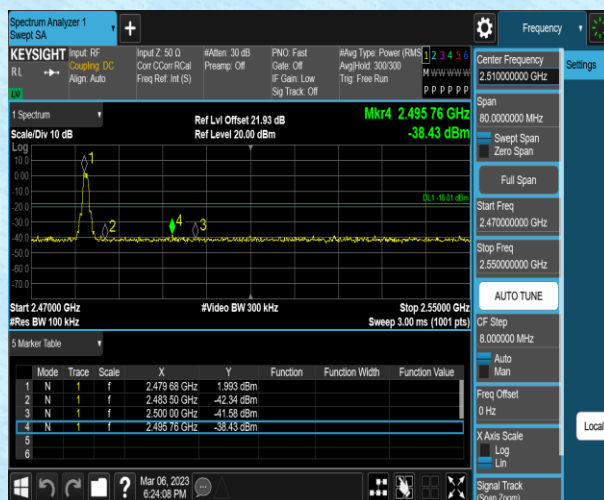 Spectrum Analyzer 1
Swept SA
Frequency
Settings
KEYSIGHT
R L
LXI
Input: RF
Coupling: DC
Align: Auto
Input Z: 50 Ω
Corr CCorr RCal
Freq Ref: Int (S)
#Atten: 30 dB
Preamp: Off
PNO: Fast
Gate: Off
IF Gain: Low
Sig Track: Off
#Avg Type: Power (RMS
Avg|Hold: 300/300
Trig: Free Run
1 2 3 4 5 6
M W W W W W
P P P P P P
1 Spectrum
Scale/Div 10 dB
Ref Lvl Offset 21.93 dB
Ref Level 20.00 dBm
Mkr4 2.495 76 GHz
-38.43 dBm
Log
10.0
0.00
-10.0
-20.0
-30.0
-40.0
-50.0
-60.0
-70.0
1
2
4
3
DL1 -18.01 dBm
Start 2.47000 GHz
#Res BW 100 kHz
#Video BW 300 kHz
Stop 2.55000 GHz
Sweep 3.00 ms (1001 pts)
5 Marker Table
Mode Trace Scale X Y Function Function Width Function Value
1 N 1 f 2.479 68 GHz 1.993 dBm
2 N 1 f 2.483 50 GHz -42.34 dBm
3 N 1 f 2.500 00 GHz -41.58 dBm
4 N 1 f 2.495 76 GHz -38.43 dBm
5
6
Mar 06, 2023
6:24:08 PM
Center Frequency
2.510000000 GHz
Span
80.0000000 MHz
Swept Span
Zero Span
Full Span
Start Freq
2.470000000 GHz
Stop Freq
2.550000000 GHz
AUTO TUNE
CF Step
8.000000 MHz
Auto
Man
Freq Offset
0 Hz
X Axis Scale
Log
Lin
Signal Track
(Span Zoom)
Local